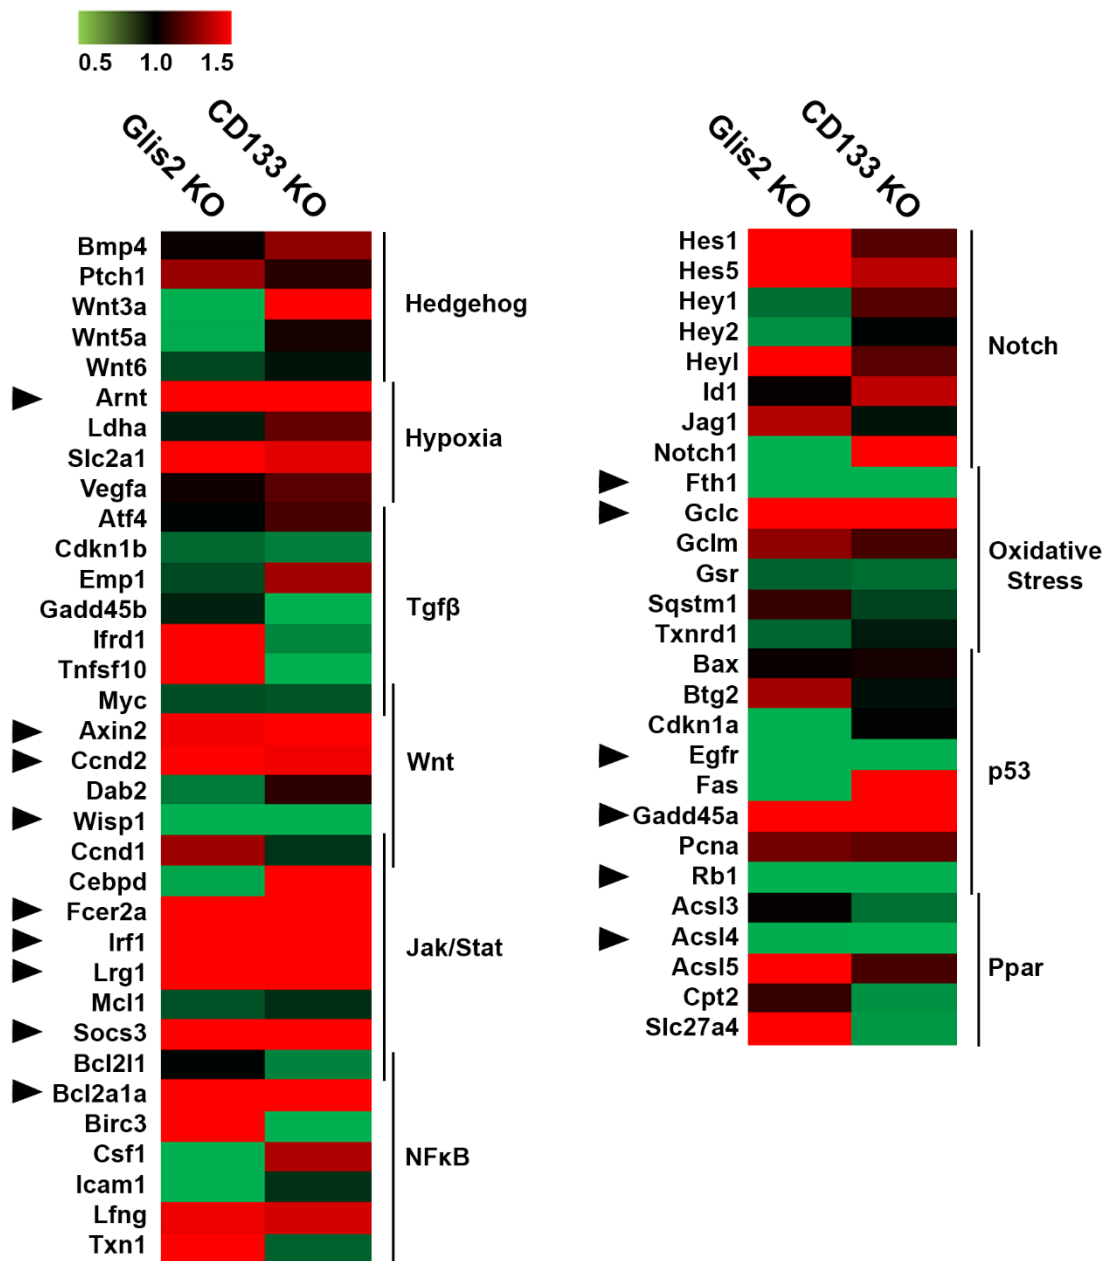 0.5 1.0 1.5
Glis2 KO
CD133 KO
Bmp4
Ptch1
Wnt3a
Wnt5a
Wnt6
Arnt
Ldha
Slc2a1
Vegfa
Atf4
Cdkn1b
Emp1
Gadd45b
Ifrd1
Tnfsf10
Myc
Axin2
Ccnd2
Dab2
Wisp1
Ccnd1
Cebpd
Fcer2a
Irf1
Lrg1
Mcl1
Socs3
Bcl2l1
Bcl2a1a
Birc3
Csf1
Icam1
Lfng
Txn1
Hedgehog
Hypoxia
Tgfβ
Wnt
Jak/Stat
NFκB
Glis2 KO
CD133 KO
Hes1
Hes5
Hey1
Hey2
Heyl
Id1
Jag1
Notch1
Fth1
Gclc
Gclm
Gsr
Sqstm1
Txnrd1
Bax
Btg2
Cdkn1a
Egfr
Fas
Gadd45a
Pcna
Rb1
Acsl3
Acsl4
Acsl5
Cpt2
Slc27a4
Notch
Oxidative
Stress
p53
Ppar